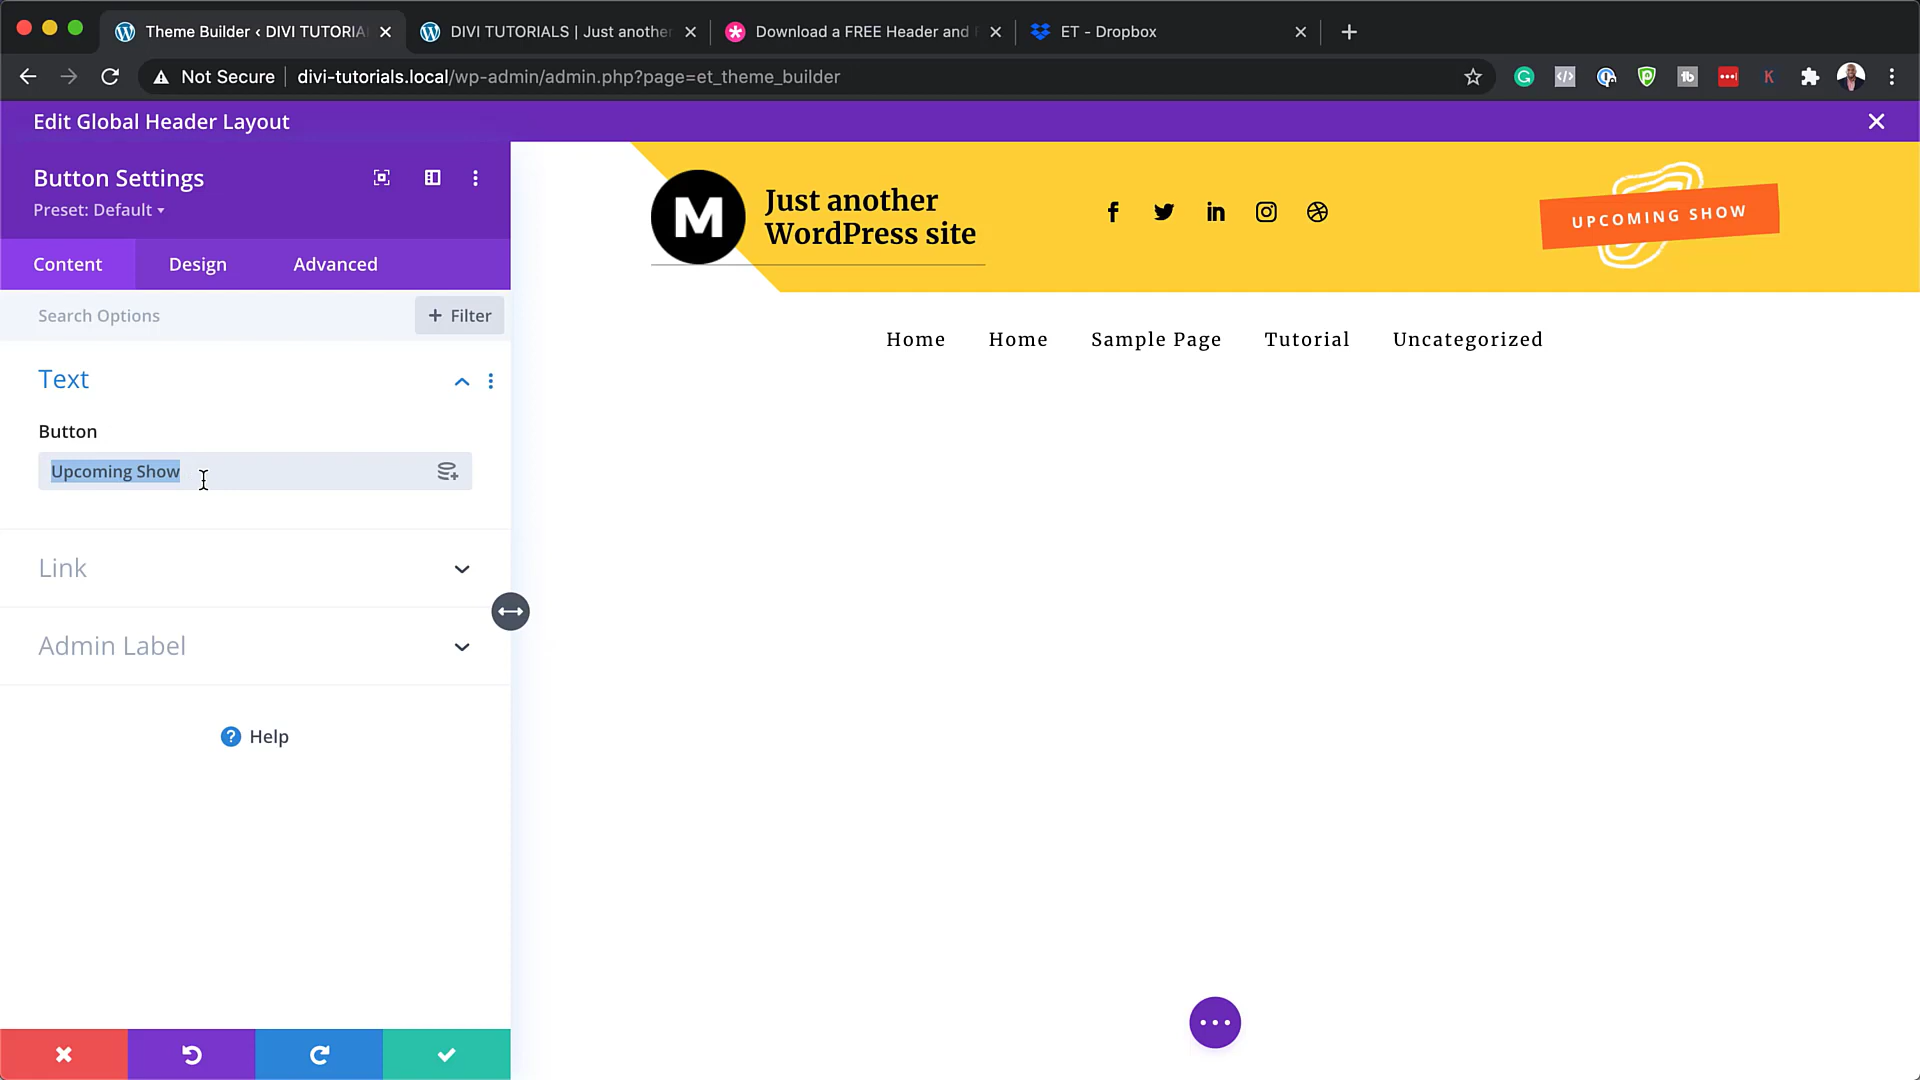 Theme Builder < DIVI TUTORIA
DIVI TUTORIALS | Just another
Download a FREE Header and
ET - Dropbox
Not Secure
divi-tutorials.local/wp-admin/admin.php?page=et_theme_builder
Edit Global Header Layout
Button Settings
Preset: Default
Content
Design
Advanced
Search Options
+ Filter
Text
Button
Upcoming Show
Link
Admin Label
? Help
M
Just another
WordPress site
UPCOMING SHOW
Home
Home
Sample Page
Tutorial
Uncategorized